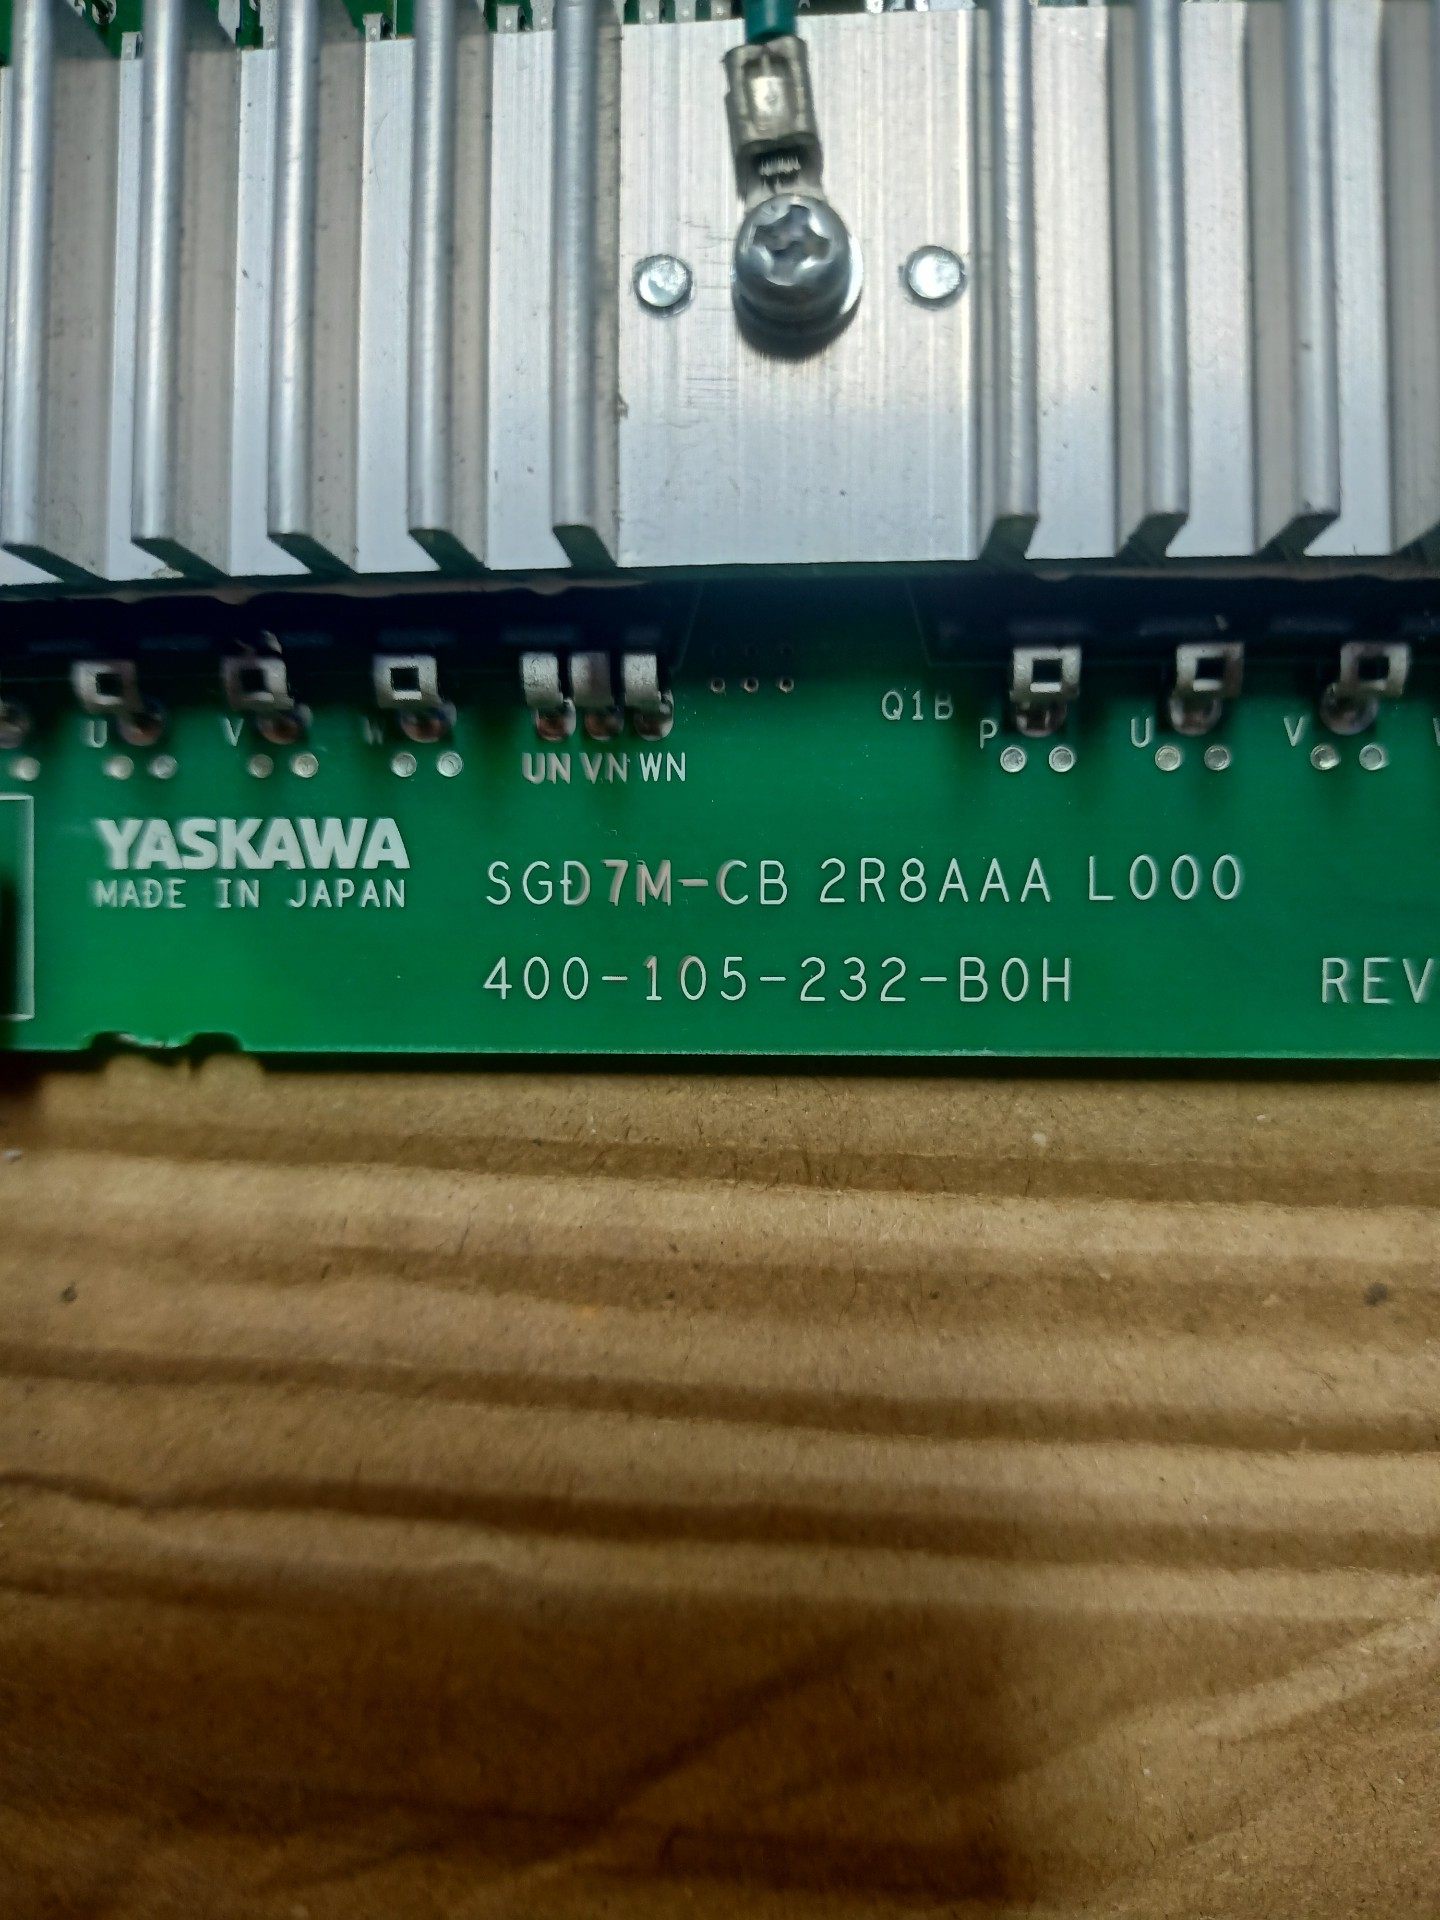 Q1B
U V W P U V
UN VN WN
YASKAWA
MADE IN JAPAN
SGD7M-CB 2R8AAA L000
400-105-232-B0H REV